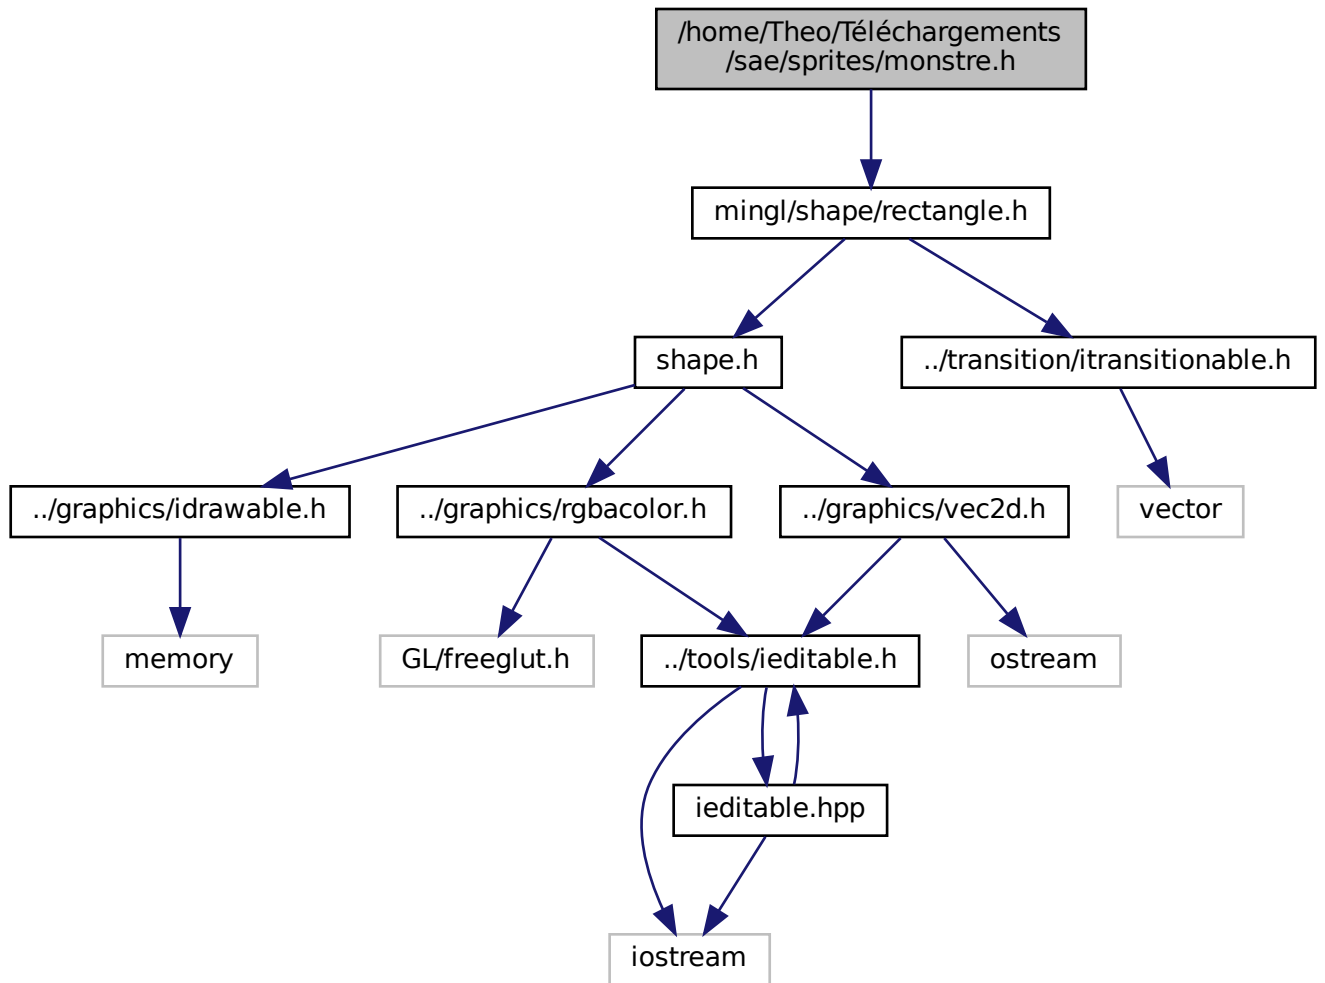 /home/Theo/Téléchargements
/sae/sprites/monstre.h
mingl/shape/rectangle.h
shape.h
../transition/itransitionable.h
../graphics/idrawable.h
../graphics/rgbacolor.h
../graphics/vec2d.h
vector
memory
GL/freeglut.h
../tools/ieditable.h
ostream
ieditable.hpp
iostream